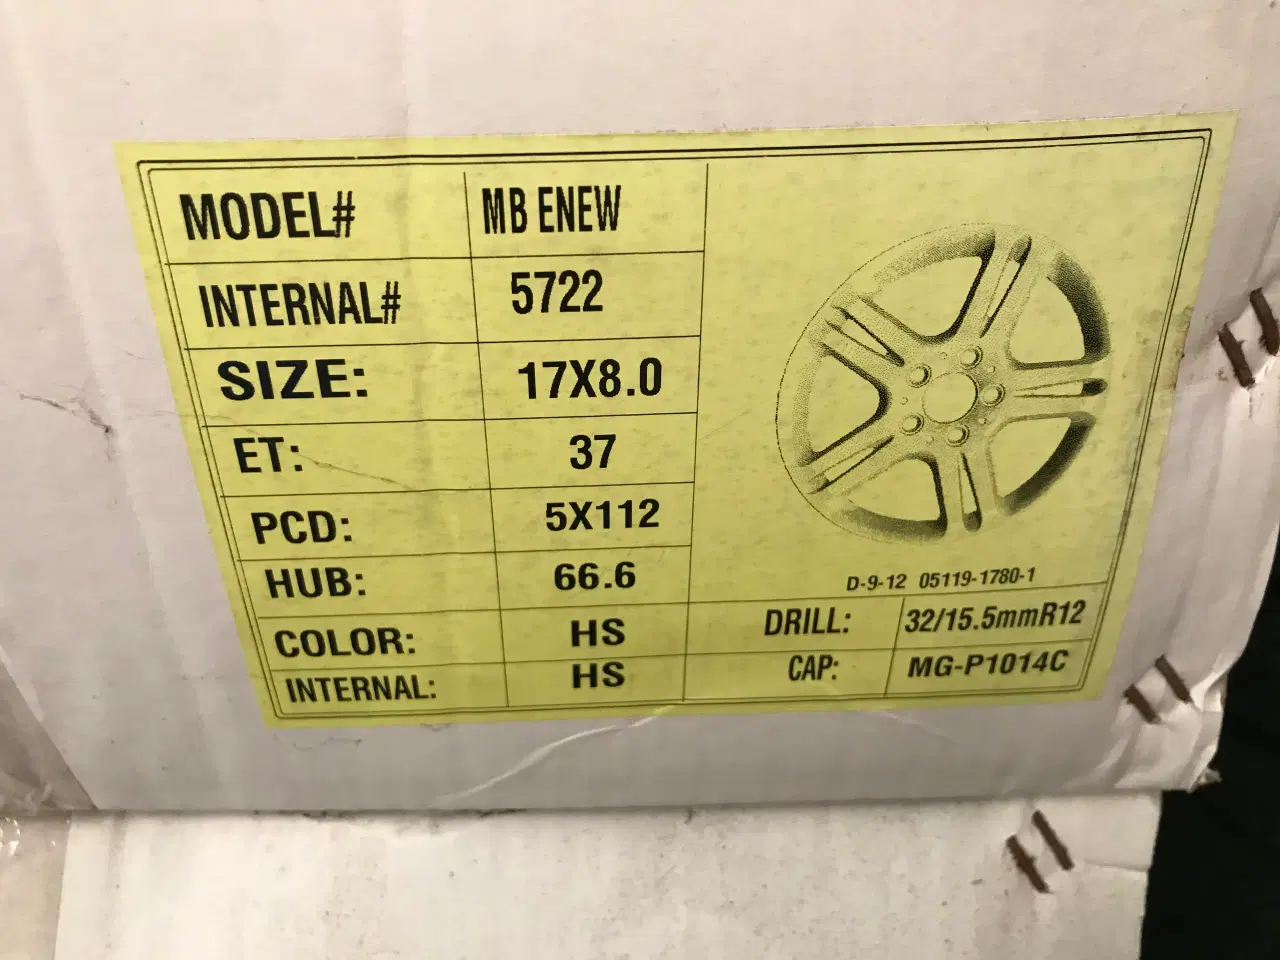 MODEL# MB ENEW
INTERNAL# 5722
SIZE: 17X8.0
ET: 37
PCD: 5X112
HUB: 66.6
COLOR: HS
INTERNAL: HS
D-9-12 05119-1780-1
DRILL: 32/15.5mmR12
CAP: MG-P1014C